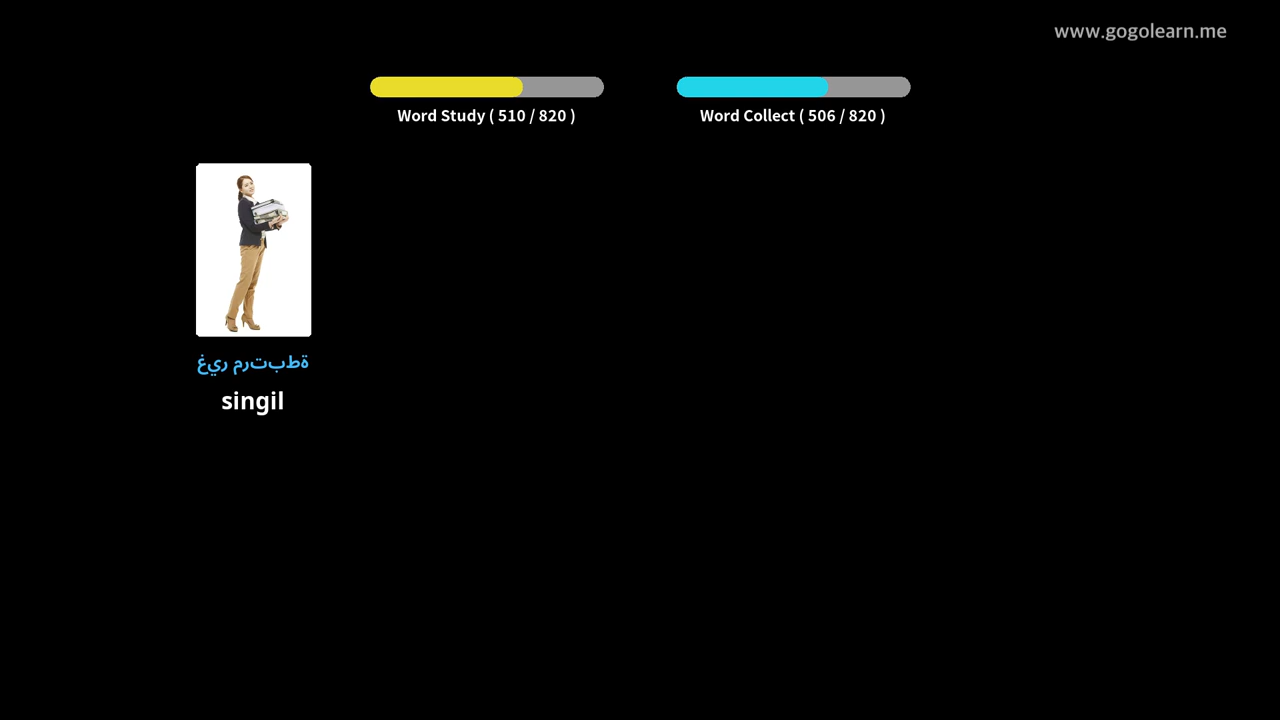 www.gogolearn.me
Word Study ( 510 / 820 )
Word Collect ( 506 / 820 )
غير مرتبطة
singil